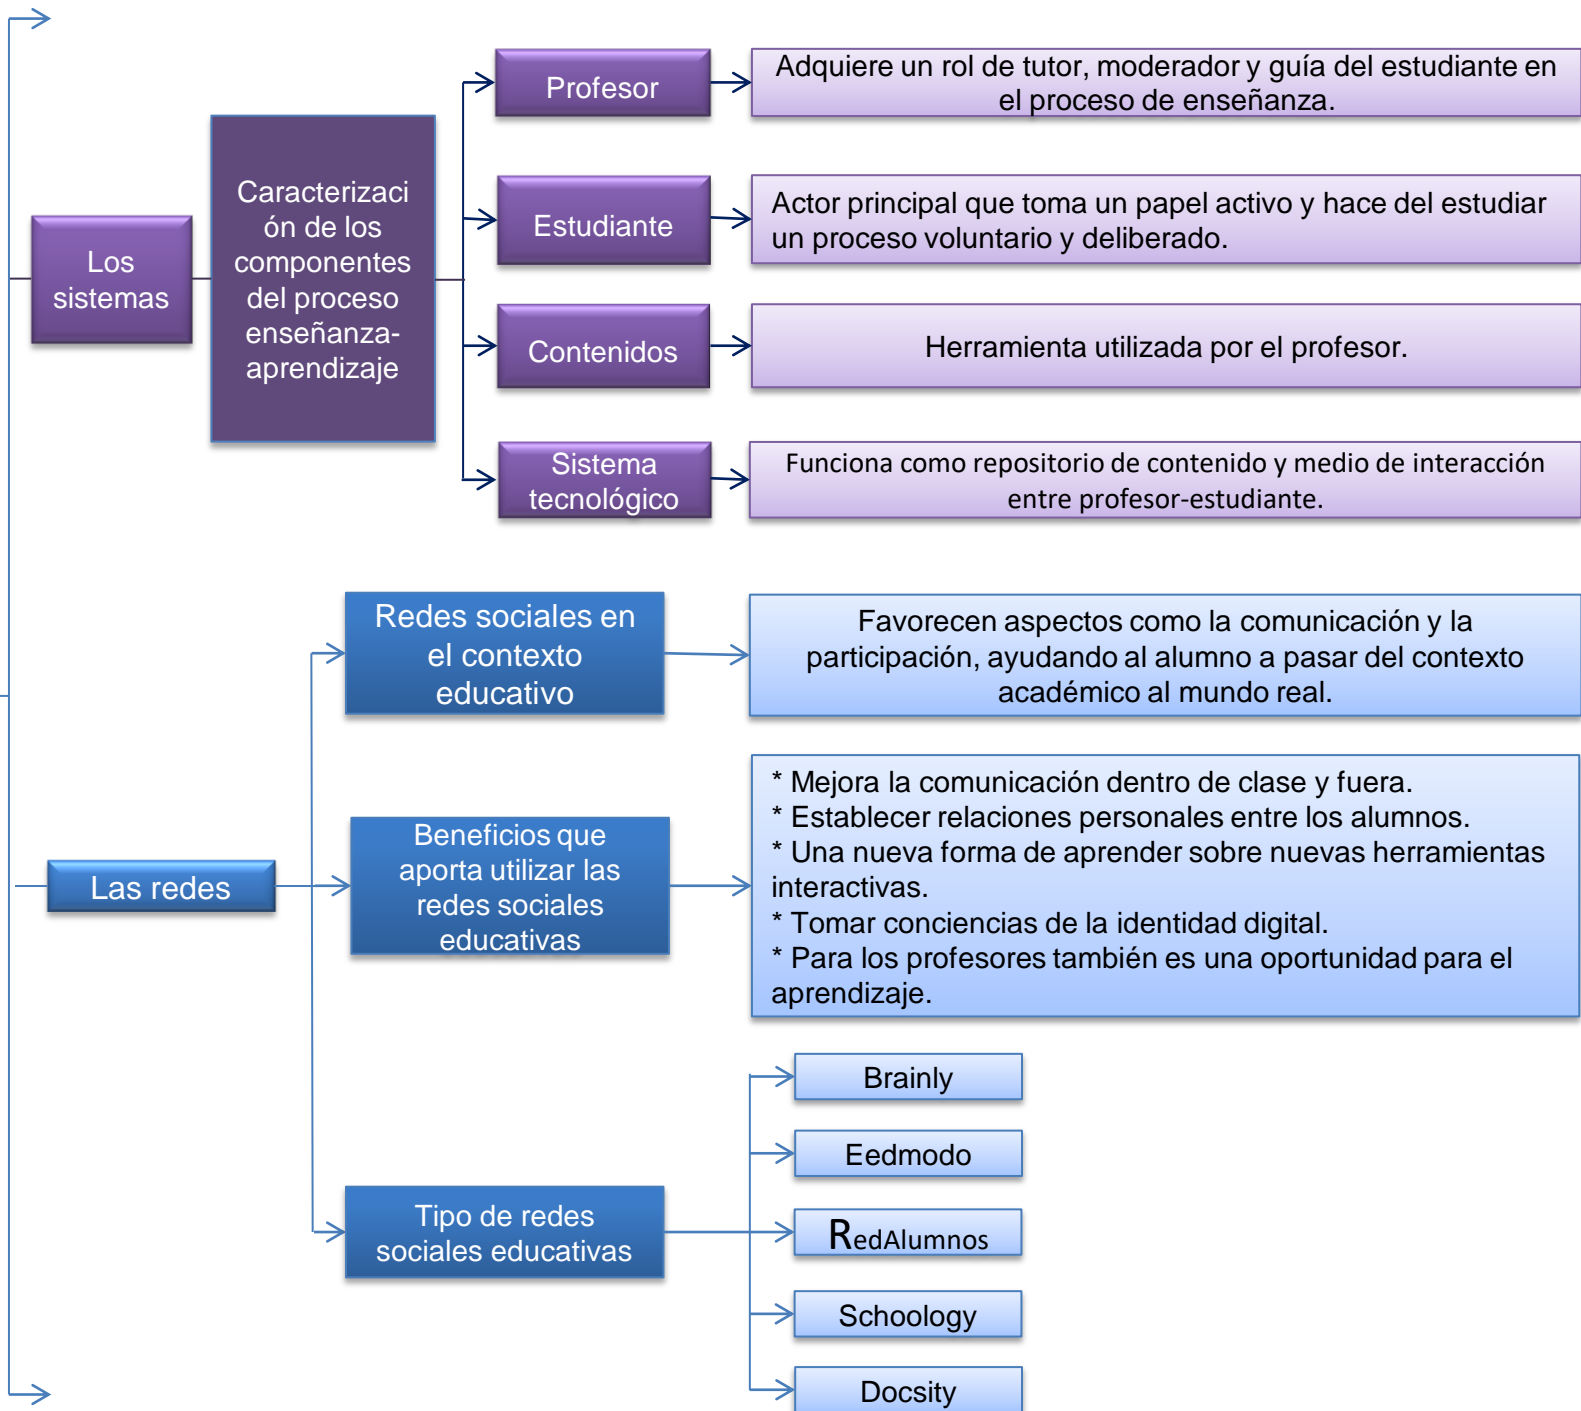 Los
sistemas
Caracterizaci
ón de los
componentes
del proceso
enseñanza-
aprendizaje
Profesor
Adquiere un rol de tutor, moderador y guía del estudiante en
el proceso de enseñanza.
Estudiante
Actor principal que toma un papel activo y hace del estudiar
un proceso voluntario y deliberado.
Contenidos
Herramienta utilizada por el profesor.
Sistema
tecnológico
Funciona como repositorio de contenido y medio de interacción
entre profesor-estudiante.
Las redes
Redes sociales en
el contexto
educativo
Favorecen aspectos como la comunicación y la
participación, ayudando al alumno a pasar del contexto
académico al mundo real.
Beneficios que
aporta utilizar las
redes sociales
educativas
* Mejora la comunicación dentro de clase y fuera.
* Establecer relaciones personales entre los alumnos.
* Una nueva forma de aprender sobre nuevas herramientas
interactivas.
* Tomar conciencias de la identidad digital.
* Para los profesores también es una oportunidad para el
aprendizaje.
Tipo de redes
sociales educativas
Brainly
Eedmodo
RedAlumnos
Schoology
Docsity